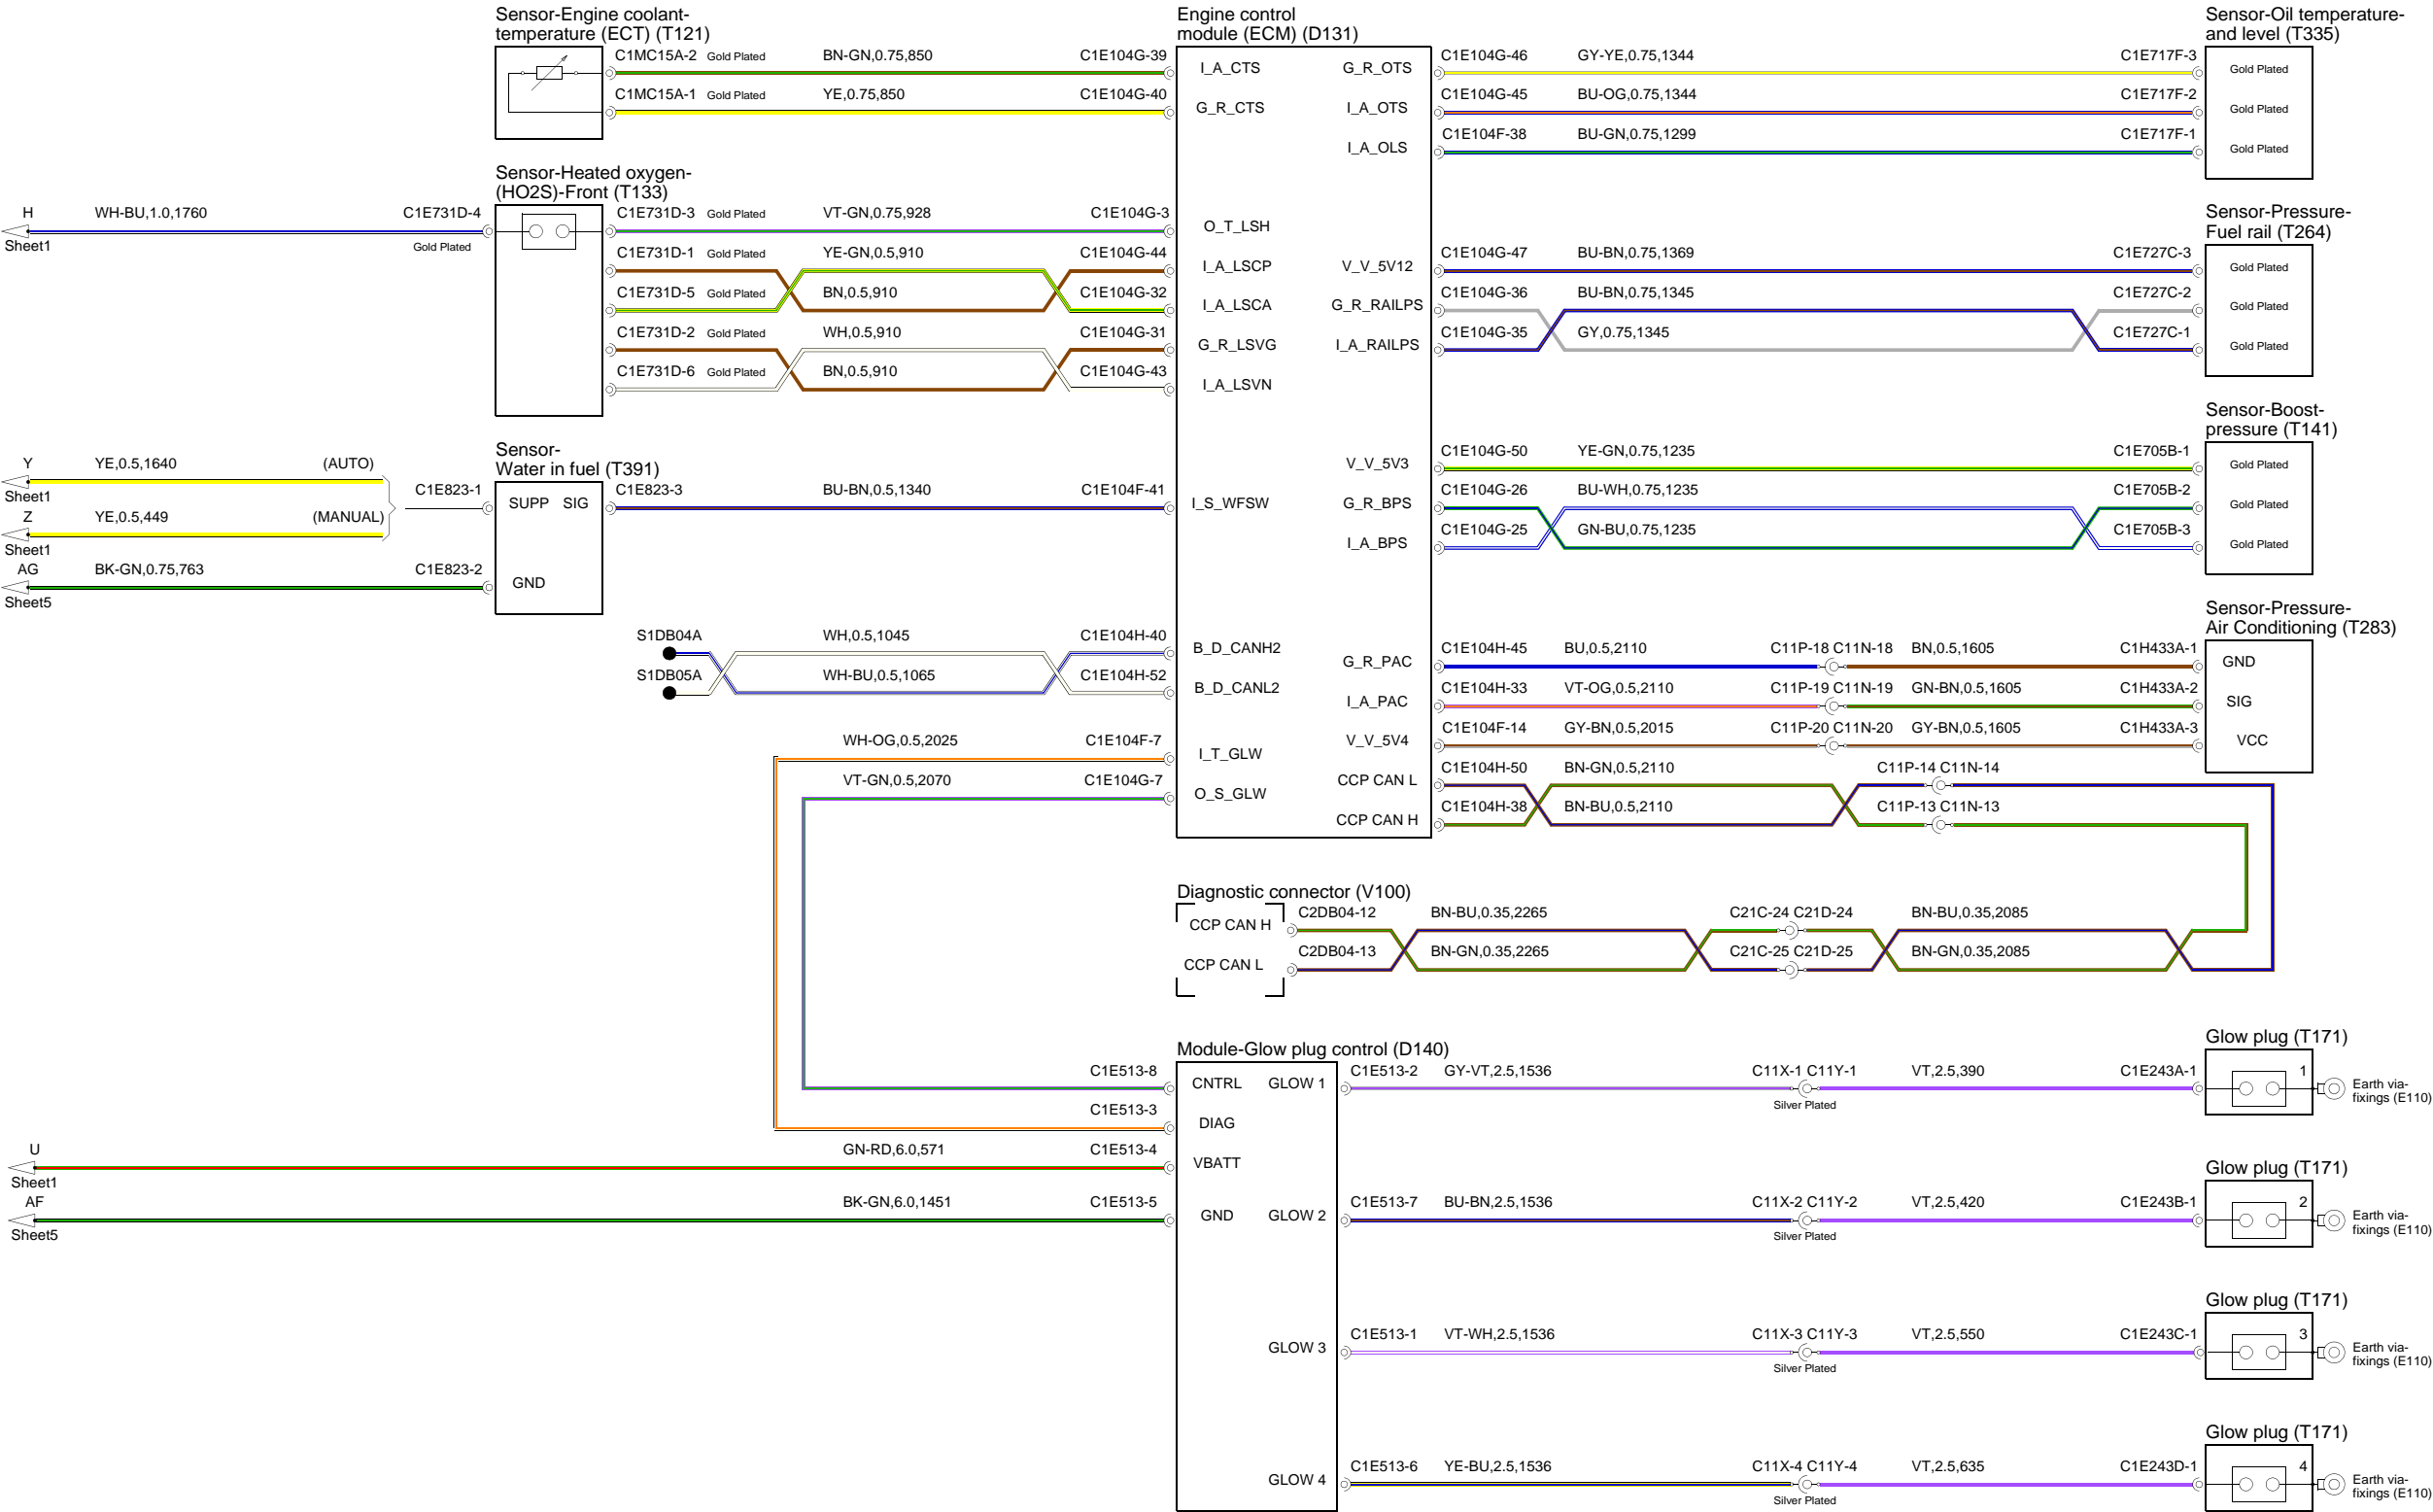 Sensor-Engine coolant-
temperature (ECT) (T121)
C1MC15A-2 Gold Plated BN-GN,0.75,850 C1E104G-39
C1MC15A-1 Gold Plated YE,0.75,850 C1E104G-40
Sensor-Heated oxygen-
(HO2S)-Front (T133)
H WH-BU,1.0,1760 C1E731D-4
Sheet1 Gold Plated
C1E731D-3 Gold Plated VT-GN,0.75,928 C1E104G-3
C1E731D-1 Gold Plated YE-GN,0.5,910 C1E104G-44
C1E731D-5 Gold Plated BN,0.5,910 C1E104G-32
C1E731D-2 Gold Plated WH,0.5,910 C1E104G-31
C1E731D-6 Gold Plated BN,0.5,910 C1E104G-43
Sensor-
Water in fuel (T391)
Y YE,0.5,1640 (AUTO)
Sheet1
Z YE,0.5,449 (MANUAL)
Sheet1
C1E823-1
AG BK-GN,0.75,763 C1E823-2
Sheet5
SUPP SIG
GND
C1E823-3 BU-BN,0.5,1340 C1E104F-41
S1DB04A WH,0.5,1045 C1E104H-40
S1DB05A WH-BU,0.5,1065 C1E104H-52
WH-OG,0.5,2025 C1E104F-7
VT-GN,0.5,2070 C1E104G-7
Engine control
module (ECM) (D131)
I_A_CTS G_R_OTS
G_R_CTS I_A_OTS
I_A_OLS
O_T_LSH
I_A_LSCP V_V_5V12
I_A_LSCA G_R_RAILPS
G_R_LSVG I_A_RAILPS
I_A_LSVN
V_V_5V3
I_S_WFSW G_R_BPS
I_A_BPS
B_D_CANH2 G_R_PAC
B_D_CANL2 I_A_PAC
I_T_GLW V_V_5V4
O_S_GLW CCP CAN L
CCP CAN H
Sensor-Oil temperature-
and level (T335)
C1E104G-46 GY-YE,0.75,1344 C1E717F-3 Gold Plated
C1E104G-45 BU-OG,0.75,1344 C1E717F-2 Gold Plated
C1E104F-38 BU-GN,0.75,1299 C1E717F-1 Gold Plated
Sensor-Pressure-
Fuel rail (T264)
C1E104G-47 BU-BN,0.75,1369 C1E727C-3 Gold Plated
C1E104G-36 BU-BN,0.75,1345 C1E727C-2 Gold Plated
C1E104G-35 GY,0.75,1345 C1E727C-1 Gold Plated
Sensor-Boost-
pressure (T141)
C1E104G-50 YE-GN,0.75,1235 C1E705B-1 Gold Plated
C1E104G-26 BU-WH,0.75,1235 C1E705B-2 Gold Plated
C1E104G-25 GN-BU,0.75,1235 C1E705B-3 Gold Plated
Sensor-Pressure-
Air Conditioning (T283)
C1E104H-45 BU,0.5,2110 C11P-18 C11N-18 BN,0.5,1605 C1H433A-1 GND
C1E104H-33 VT-OG,0.5,2110 C11P-19 C11N-19 GN-BN,0.5,1605 C1H433A-2 SIG
C1E104F-14 GY-BN,0.5,2015 C11P-20 C11N-20 GY-BN,0.5,1605 C1H433A-3 VCC
C1E104H-50 BN-GN,0.5,2110 C11P-14 C11N-14
C1E104H-38 BN-BU,0.5,2110 C11P-13 C11N-13
Diagnostic connector (V100)
CCP CAN H C2DB04-12 BN-BU,0.35,2265 C21C-24 C21D-24 BN-BU,0.35,2085
CCP CAN L C2DB04-13 BN-GN,0.35,2265 C21C-25 C21D-25 BN-GN,0.35,2085
Module-Glow plug control (D140)
C1E513-8 CNTRL GLOW 1
C1E513-3 DIAG
U GN-RD,6.0,571 C1E513-4 VBATT
Sheet1
AF BK-GN,6.0,1451 C1E513-5 GND GLOW 2
Sheet5
GLOW 3
GLOW 4
Glow plug (T171)
C1E513-2 GY-VT,2.5,1536 C11X-1 C11Y-1 VT,2.5,390 C1E243A-1 1
Silver Plated
Earth via-
fixings (E110)
Glow plug (T171)
C1E513-7 BU-BN,2.5,1536 C11X-2 C11Y-2 VT,2.5,420 C1E243B-1 2
Silver Plated
Earth via-
fixings (E110)
Glow plug (T171)
C1E513-1 VT-WH,2.5,1536 C11X-3 C11Y-3 VT,2.5,550 C1E243C-1 3
Silver Plated
Earth via-
fixings (E110)
Glow plug (T171)
C1E513-6 YE-BU,2.5,1536 C11X-4 C11Y-4 VT,2.5,635 C1E243D-1 4
Silver Plated
Earth via-
fixings (E110)